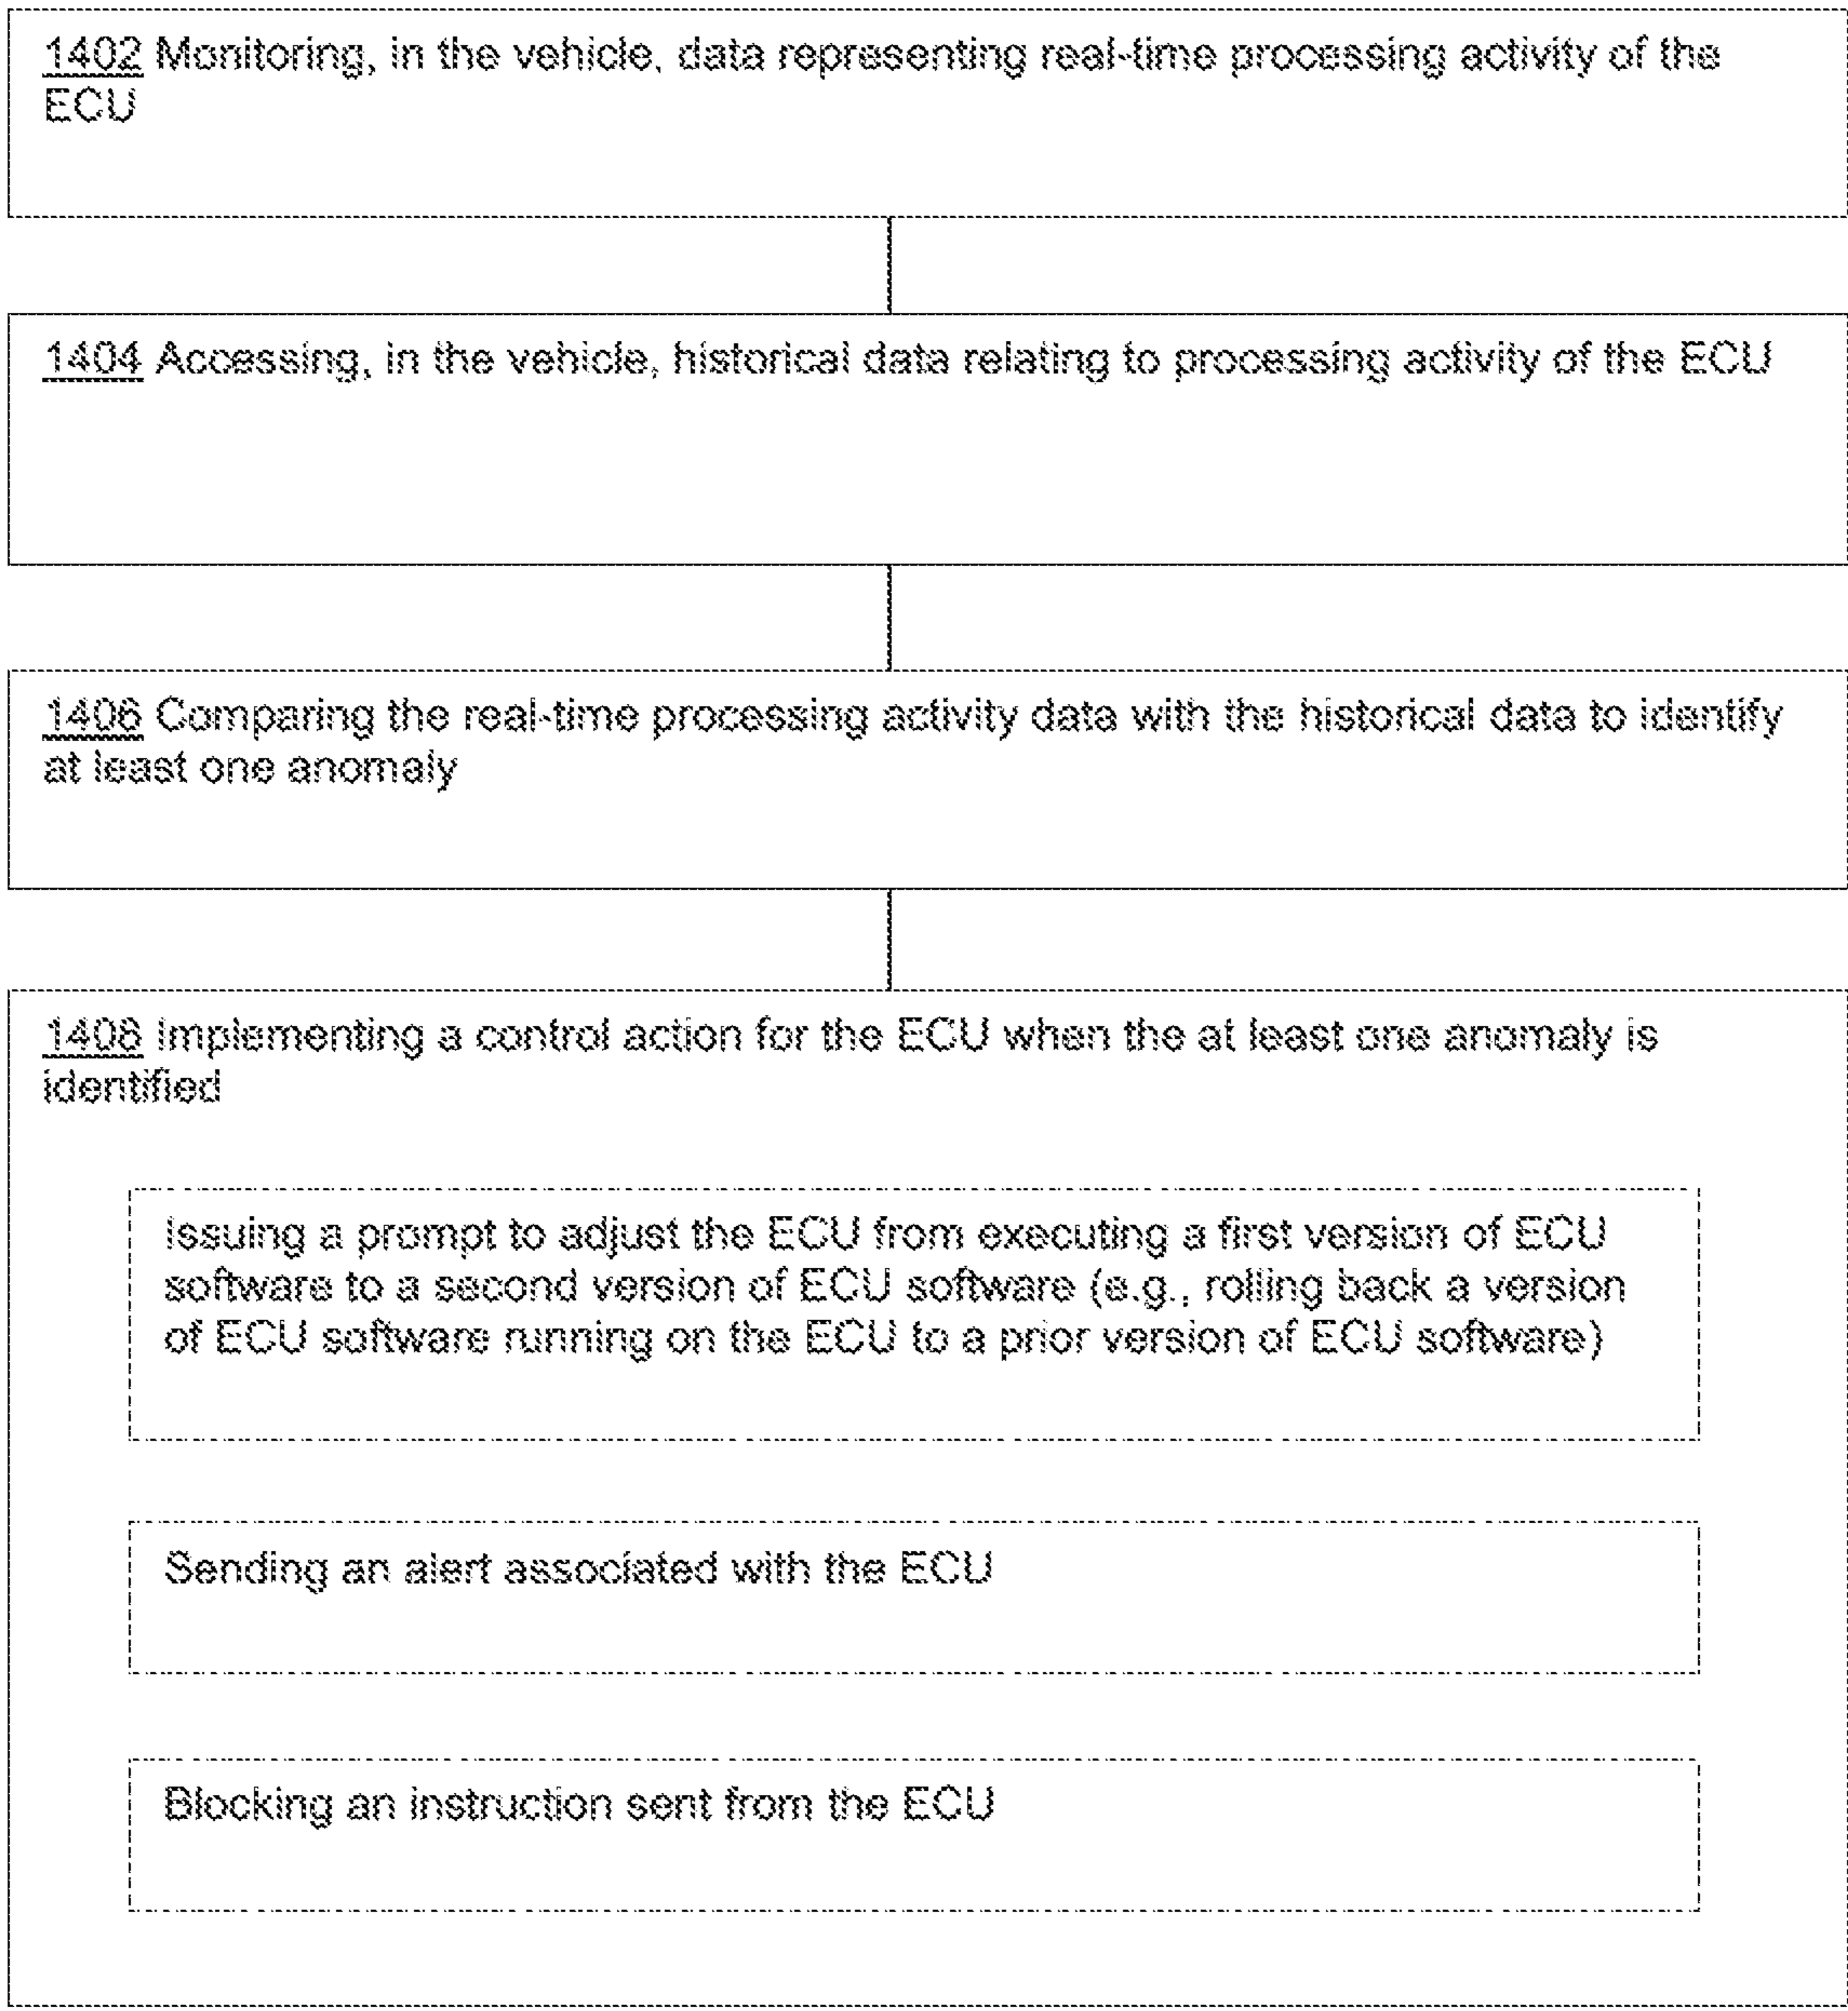 1402 Monitoring, in the vehicle, data representing real-time processing activity of the
ECU
1404 Accessing, in the vehicle, historical data relating to processing activity of the ECU
1406 Comparing the real-time processing activity data with the historical data to identify
at least one anomaly
1408 Implementing a control action for the ECU when the at least one anomaly is
identified
Issuing a prompt to adjust the ECU from executing a first version of ECU
software to a second version of ECU software (e.g., rolling back a version
of ECU software running on the ECU to a prior version of ECU software)
Sending an alert associated with the ECU
Blocking an instruction sent from the ECU